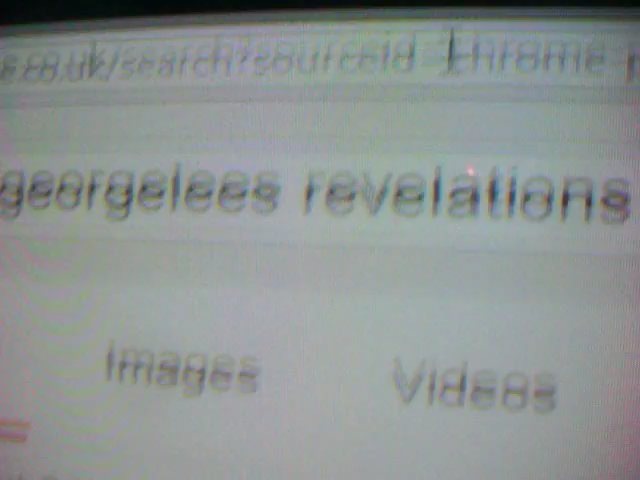 e.co.uk/search?sourceid=chrome
georgelees revelations
Images
Videos